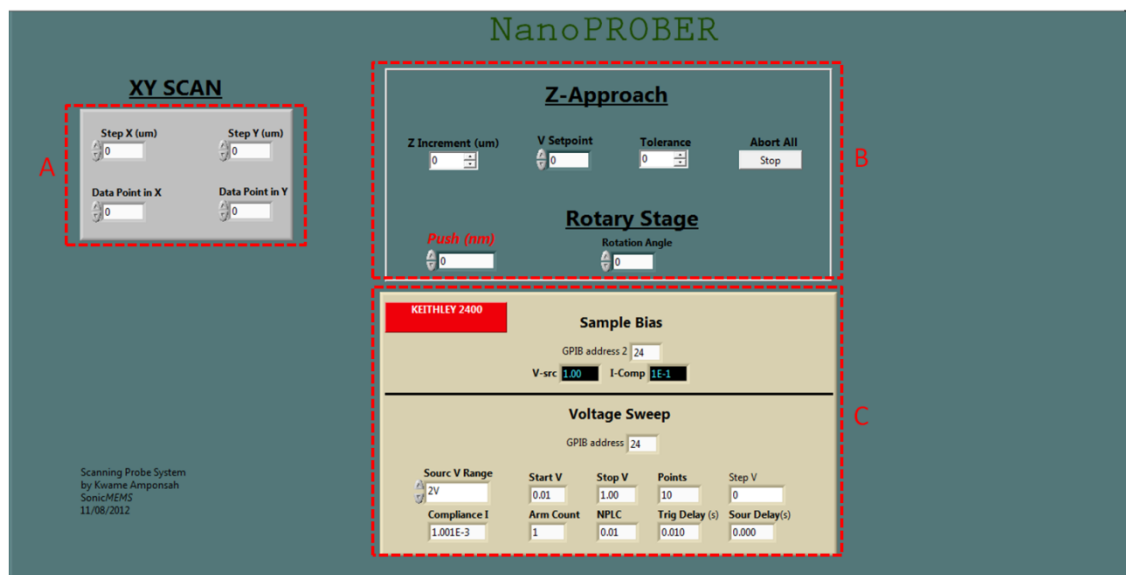 NanoPROBER
XY SCAN
A
Step X (um)
Step Y (um)
0
0
Data Point in X
Data Point in Y
0
0
Z-Approach
B
Z Increment (um)
V Setpoint
Tolerance
Abort All
0
0
0
Stop
Rotary Stage
Push (nm)
Rotation Angle
0
0
KEITHLEY 2400
Sample Bias
GPIB address 2 24
V-src 1.00 I-Comp 1E-1
C
Voltage Sweep
GPIB address 24
Sourc V Range
Start V
Stop V
Points
Step V
2V
0.01
1.00
10
0
Compliance I
Arm Count
NPLC
Trig Delay (s)
Sour Delay(s)
1.001E-3
1
0.01
0.010
0.000
Scanning Probe System
by Kwame Amponsah
SonicMEMS
11/08/2012